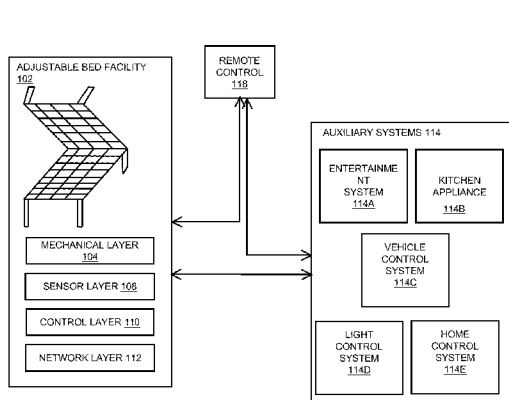 ADJUSTABLE BED FACILITY
102
MECHANICAL LAYER
104
SENSOR LAYER 108
CONTROL LAYER 110
NETWORK LAYER 112
REMOTE
CONTROL
118
AUXILIARY SYSTEMS 114
ENTERTAINME
NT
SYSTEM
114A
KITCHEN
APPLIANCE
114B
VEHICLE
CONTROL
SYSTEM
114C
LIGHT
CONTROL
SYSTEM
114D
HOME
CONTROL
SYSTEM
114E